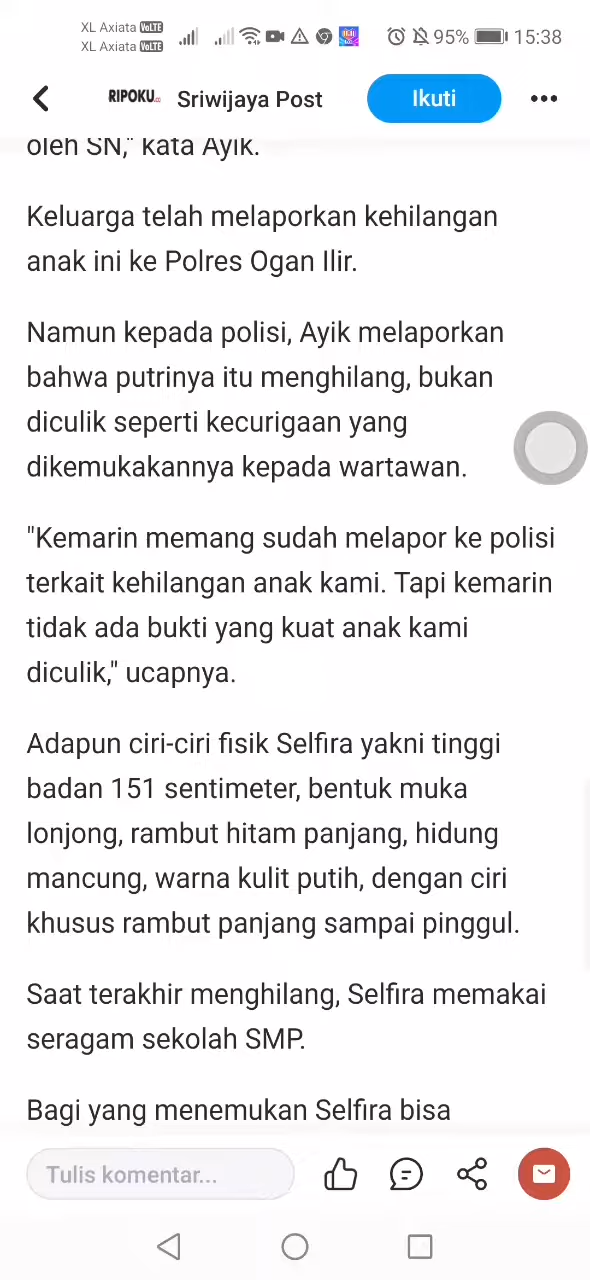 XL Axiata VoLTE
XL Axiata VoLTE
95% 15:38
RIPOKU.co Sriwijaya Post Ikuti
oleh SN," kata Ayik.
Keluarga telah melaporkan kehilangan
anak ini ke Polres Ogan Ilir.
Namun kepada polisi, Ayik melaporkan
bahwa putrinya itu menghilang, bukan
diculik seperti kecurigaan yang
dikemukakannya kepada wartawan.
"Kemarin memang sudah melapor ke polisi
terkait kehilangan anak kami. Tapi kemarin
tidak ada bukti yang kuat anak kami
diculik," ucapnya.
Adapun ciri-ciri fisik Selfira yakni tinggi
badan 151 sentimeter, bentuk muka
lonjong, rambut hitam panjang, hidung
mancung, warna kulit putih, dengan ciri
khusus rambut panjang sampai pinggul.
Saat terakhir menghilang, Selfira memakai
seragam sekolah SMP.
Bagi yang menemukan Selfira bisa
Tulis komentar...